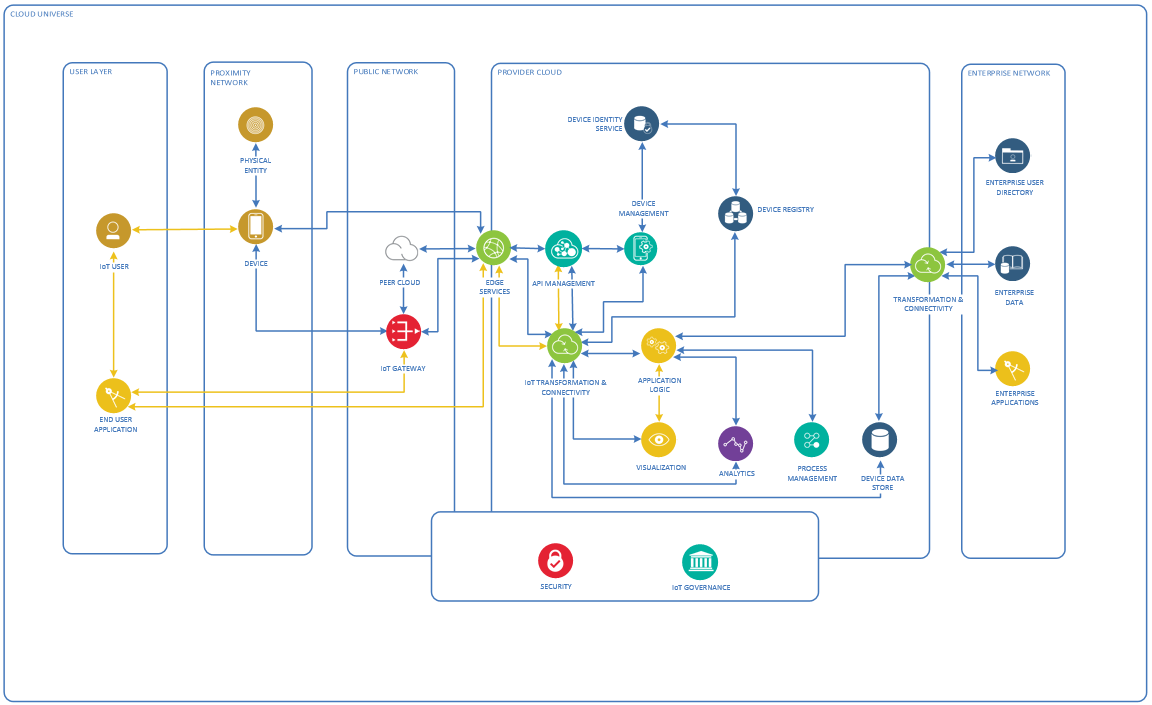 CLOUD UNIVERSE
USER LAYER
IoT USER
END USER
APPLICATION
PROXIMITY
NETWORK
PHYSICAL
ENTITY
DEVICE
PUBLIC NETWORK
PEER CLOUD
IoT GATEWAY
PROVIDER CLOUD
DEVICE IDENTITY
SERVICE
DEVICE
MANAGEMENT
DEVICE REGISTRY
EDGE
SERVICES
API MANAGEMENT
IoT TRANSFORMATION &
CONNECTIVITY
APPLICATION
LOGIC
VISUALIZATION
ANALYTICS
PROCESS
MANAGEMENT
DEVICE DATA
STORE
TRANSFORMATION &
CONNECTIVITY
ENTERPRISE NETWORK
ENTERPRISE USER
DIRECTORY
ENTERPRISE
DATA
ENTERPRISE
APPLICATIONS
SECURITY
IoT GOVERNANCE